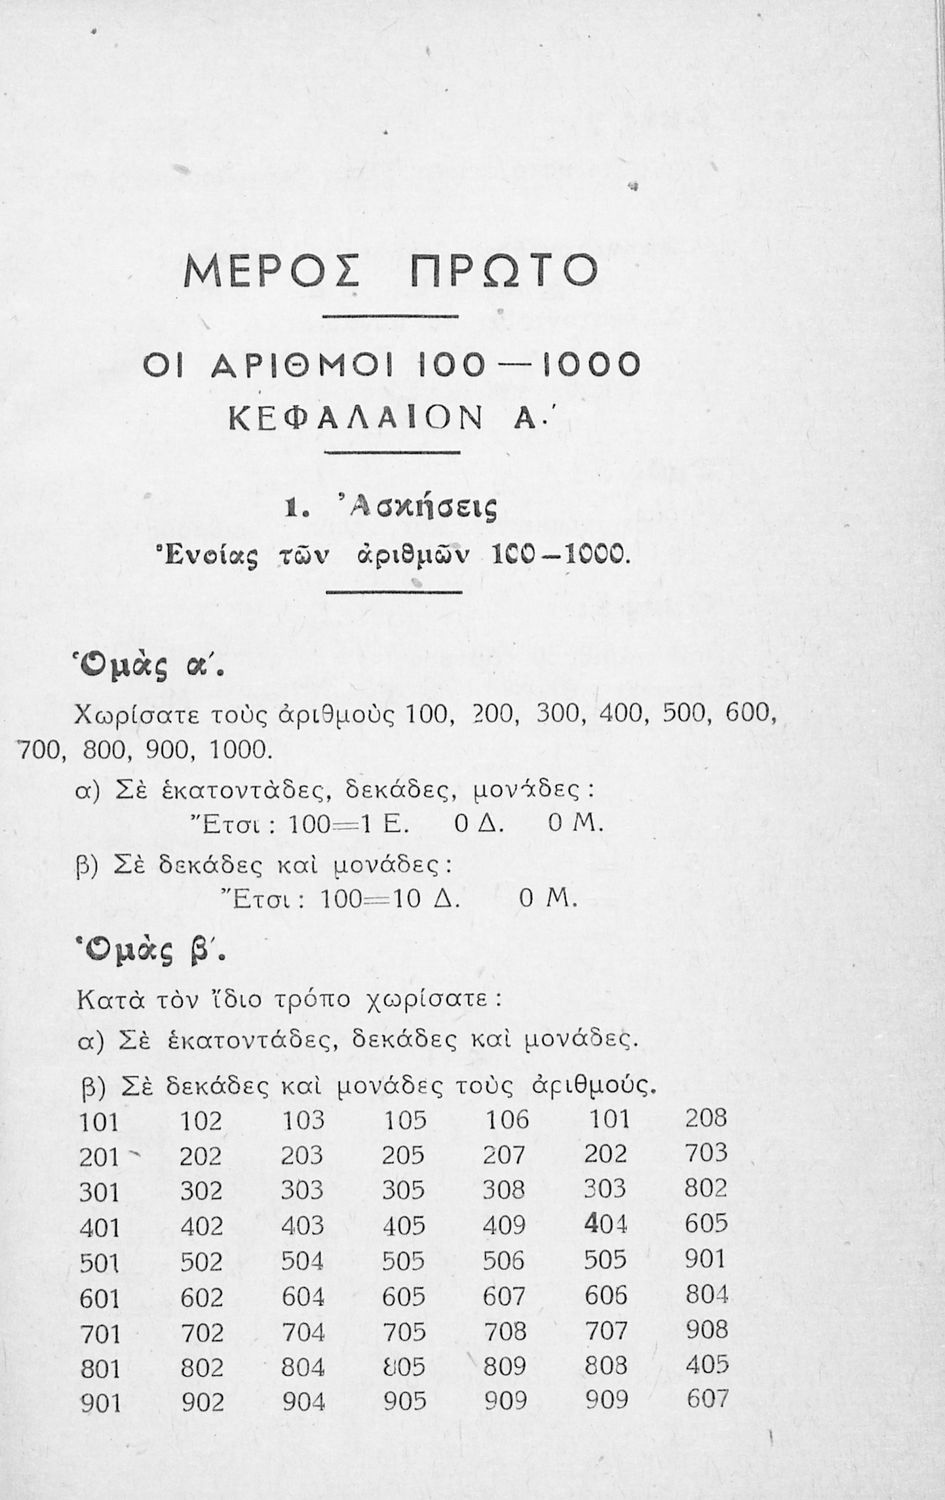 ΜΕΡΟΣ ΠΡΩΤΟ
ΟΙ ΑΡΙΘΜΟΙ 100 — 1000
ΚΕΦΑΛΑΙΟΝ Α.΄
1. Ἀσκήσεις
Ἐνοίας τῶν ἀριθμῶν 100 – 1000.
Ὁμὰς α΄.
Χωρίσατε τοὺς ἀριθμοὺς 100, 200, 300, 400, 500, 600,
700, 800, 900, 1000.
α) Σὲ ἑκατοντὰδες, δεκάδες, μονάδες :
Ἔτσι : 100=1 Ε. 0 Δ. 0 Μ.
β) Σὲ δεκάδες καὶ μονάδες :
Ἔτσι : 100=10 Δ. 0 Μ.
Ὁμὰς β΄.
Κατὰ τὸν ἴδιο τρόπο χωρίσατε :
α) Σὲ ἑκατοντάδες, δεκάδες καὶ μονάδες.
β) Σὲ δεκάδες καὶ μονάδες τοὺς ἀριθμούς.
101 102 103 105 106 101 208
201 202 203 205 207 202 703
301 302 303 305 308 303 802
401 402 403 405 409 404 605
501 502 504 505 506 505 901
601 602 604 605 607 606 804
701 702 704 705 708 707 908
801 802 804 805 809 808 405
901 902 904 905 909 909 607